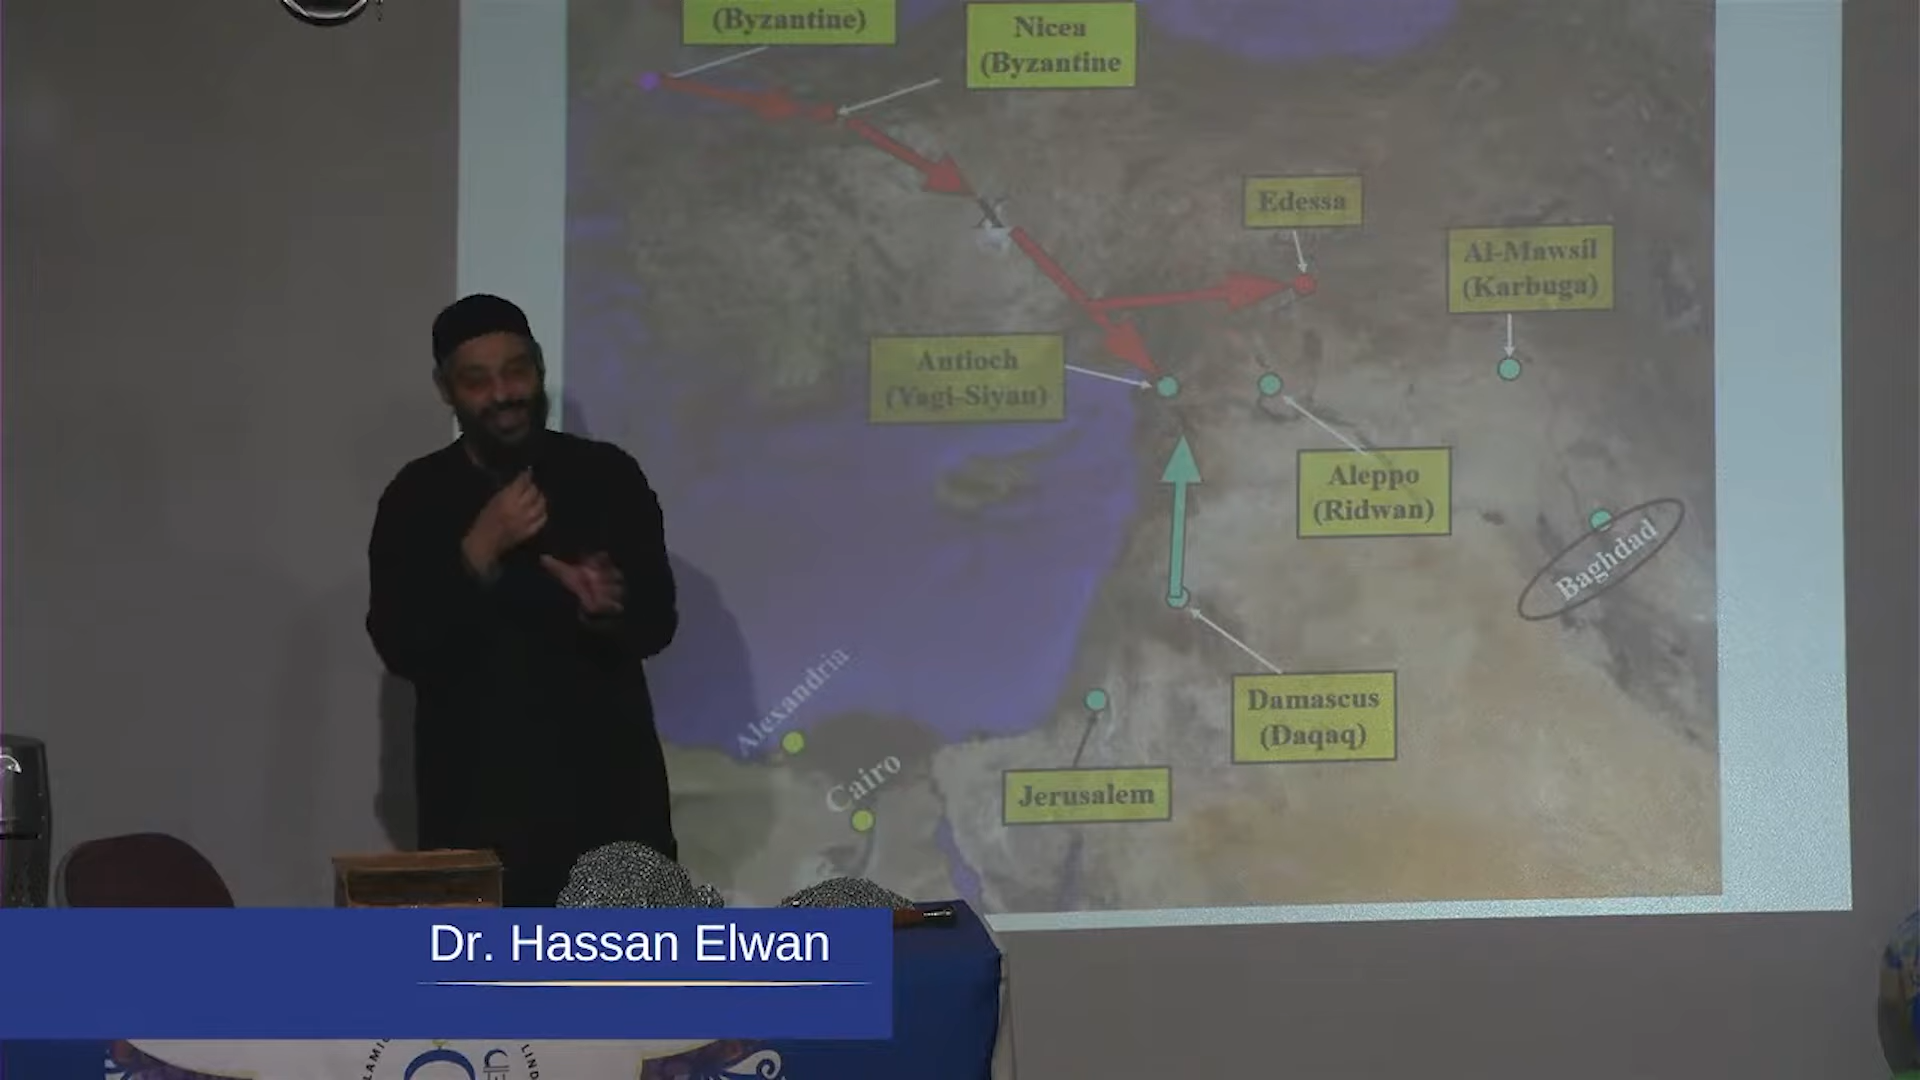 (Byzantine)
Nicea
(Byzantine
X
Edessa
Al-Mawsil
(Karbuga)
Antioch
(Yagi-Siyan)
Aleppo
(Ridwan)
Baghdad
Damascus
(Daqaq)
Alexandria
Cairo
Jerusalem
Dr. Hassan Elwan